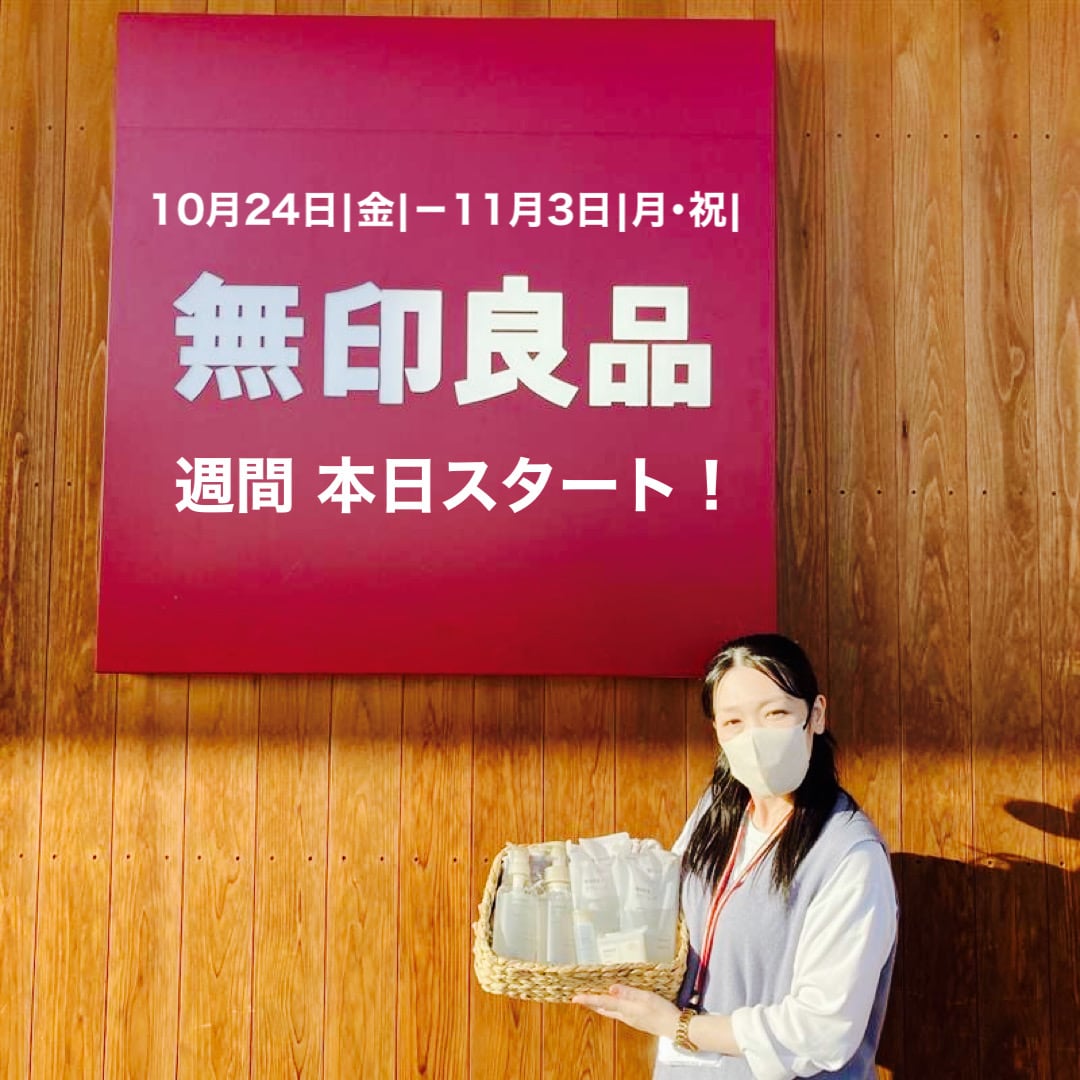 10月24日|金|－11月3日|月・祝|
無印良品
週間 本日スタート！